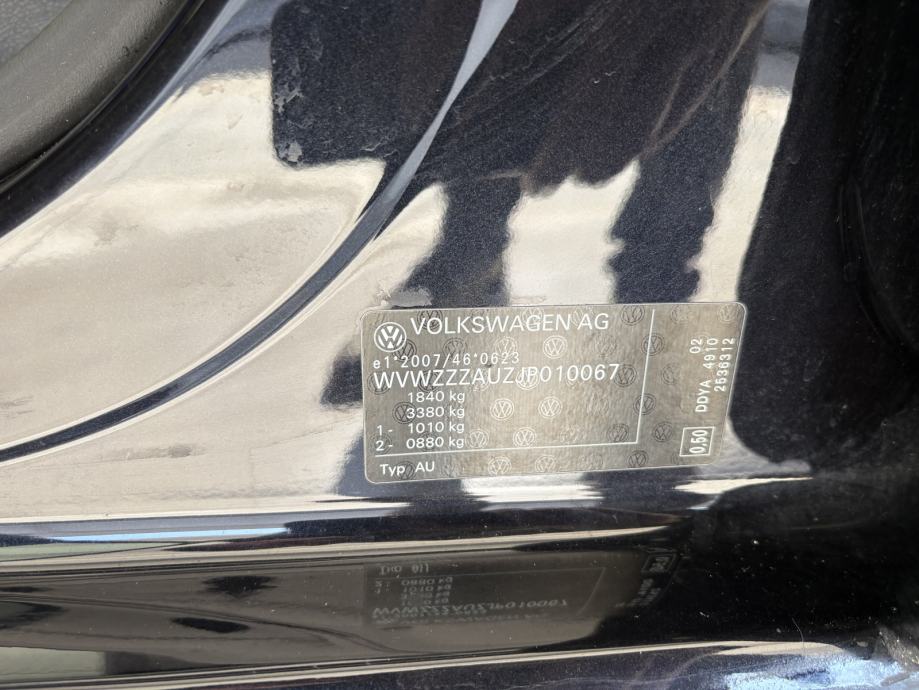 VOLKSWAGEN AG
e1*2007/46*0623
WVWZZZAUZJP010067
1840 kg
3380 kg
1- 1010 kg
2- 0880 kg
Typ AU
02
DDYA 4910
2536312
0,50